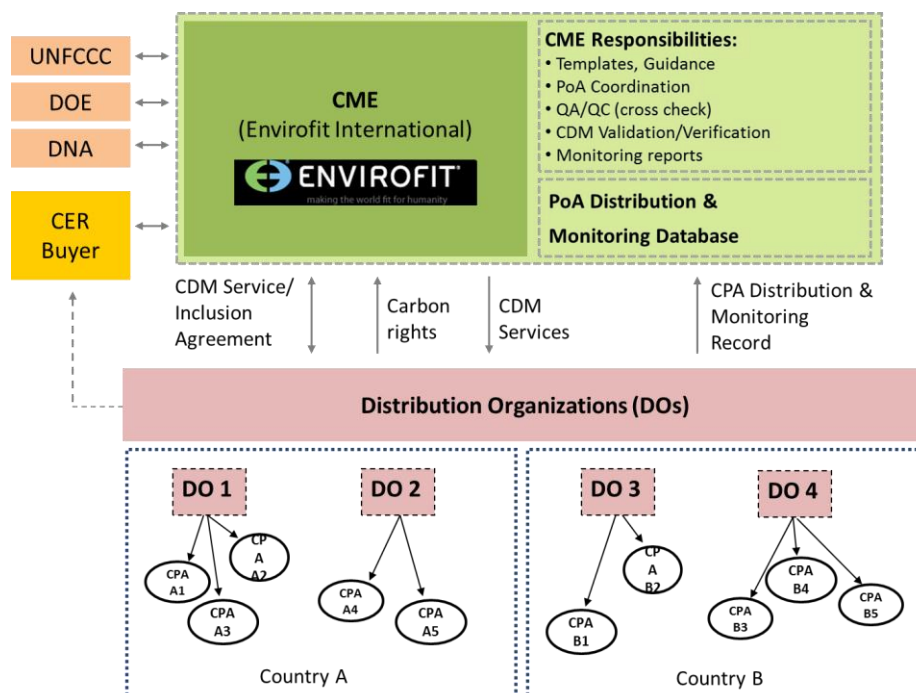 UNFCCC
DOE
DNA
CER
Buyer
CME
(Envirofit International)
ENVIROFIT®
making the world fit for humanity
CME Responsibilities:
• Templates, Guidance
• PoA Coordination
• QA/QC (cross check)
• CDM Validation/Verification
• Monitoring reports
PoA Distribution &
Monitoring Database
CDM Service/
Inclusion
Agreement
Carbon
rights
CDM
Services
CPA Distribution &
Monitoring
Record
Distribution Organizations (DOs)
DO 1
DO 2
DO 3
DO 4
CPA
A1
CP
A
A2
CPA
A3
CPA
A4
CPA
A5
CPA
B1
CP
A
B2
CPA
B3
CPA
B4
CPA
B5
Country A
Country B